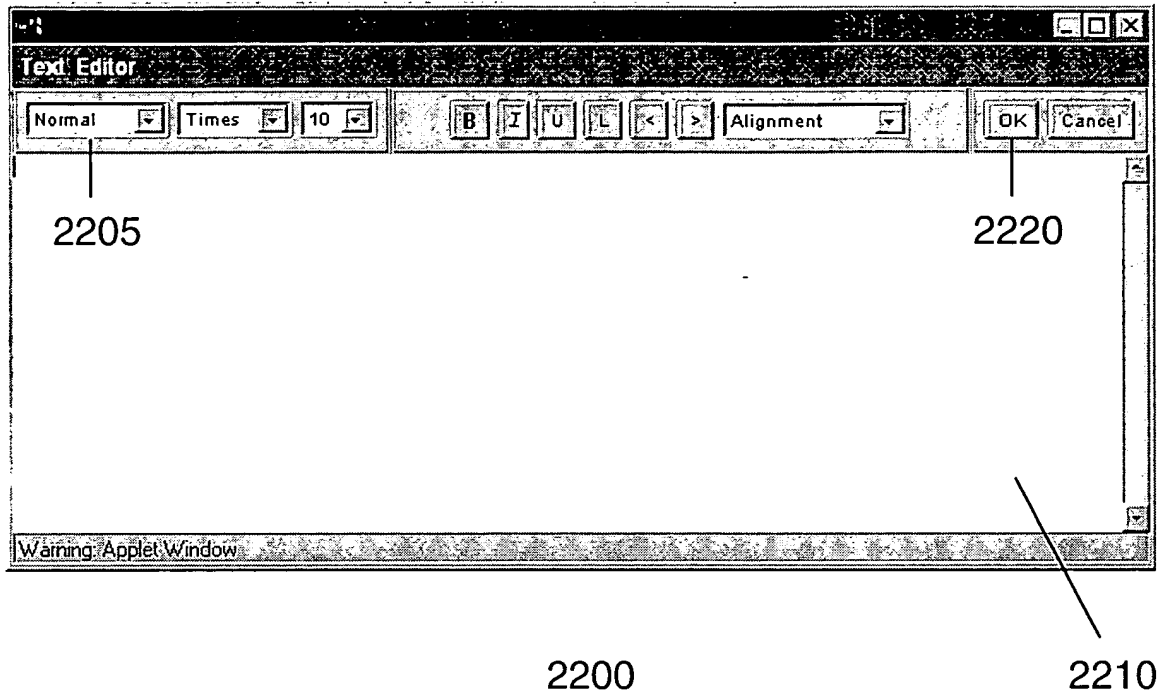 Text Editor
Normal Times 10 B I U L < > Alignment OK Cancel
2205 2220
Warning: Applet Window
2200 2210